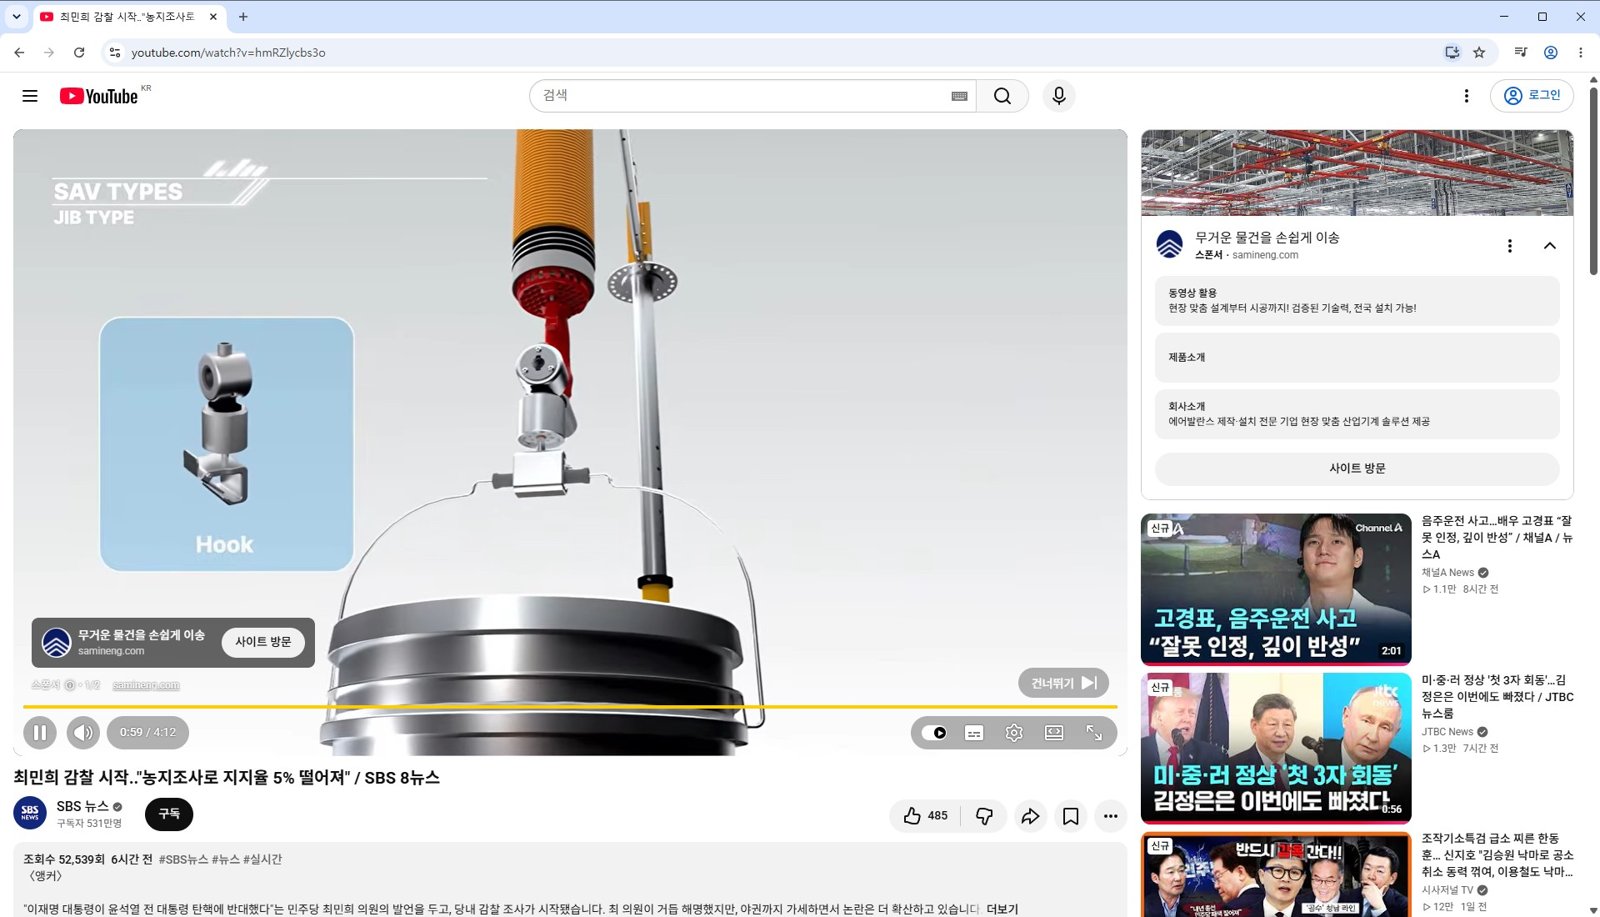 최민희 감찰 시작.."농지조사로
youtube.com/watch?v=hmRZlycbs3o
YouTube KR
검색
로그인
SAV TYPES
JIB TYPE
Hook
무거운 물건을 손쉽게 이송
samineng.com
사이트 방문
스폰서 · 1/2 samineng.com
건너뛰기
0:59 / 4:12
최민희 감찰 시작.."농지조사로 지지율 5% 떨어져" / SBS 8뉴스
SBS NEWS
SBS 뉴스
구독자 531만명
구독
485
조회수 52,539회 6시간 전 #SBS뉴스 #뉴스 #실시간
〈앵커〉
"이재명 대통령이 윤석열 전 대통령 탄핵에 반대했다"는 민주당 최민희 의원의 발언을 두고, 당내 감찰 조사가 시작됐습니다. 최 의원이 거듭 해명했지만, 야권까지 가세하면서 논란은 더 확산하고 있습니다. 더보기
무거운 물건을 손쉽게 이송
스폰서 · samineng.com
동영상 활용
현장 맞춤 설계부터 시공까지! 검증된 기술력, 전국 설치 가능!
제품소개
회사소개
에어발란스 제작·설치 전문 기업 현장 맞춤 산업기계 솔루션 제공
사이트 방문
신규
Channel A
고경표, 음주운전 사고
"잘못 인정, 깊이 반성"
2:01
음주운전 사고…배우 고경표 "잘
못 인정, 깊이 반성" / 채널A / 뉴
스A
채널A News
1.1만 8시간 전
신규
jtbc news
미·중·러 정상 '첫 3자 회동'
김정은은 이번에도 빠졌다
0:56
미·중·러 정상 '첫 3자 회동'…김
정은은 이번에도 빠졌다 / JTBC
뉴스룸
JTBC News
1.3만 7시간 전
신규
반드시 감옥 간다!!
조작기소특검 급소 찌른 한동
훈... 신지호 "김승원 낙마로 공소
취소 동력 꺾여, 이용철도 낙마...
시사저널 TV
12만 1일 전